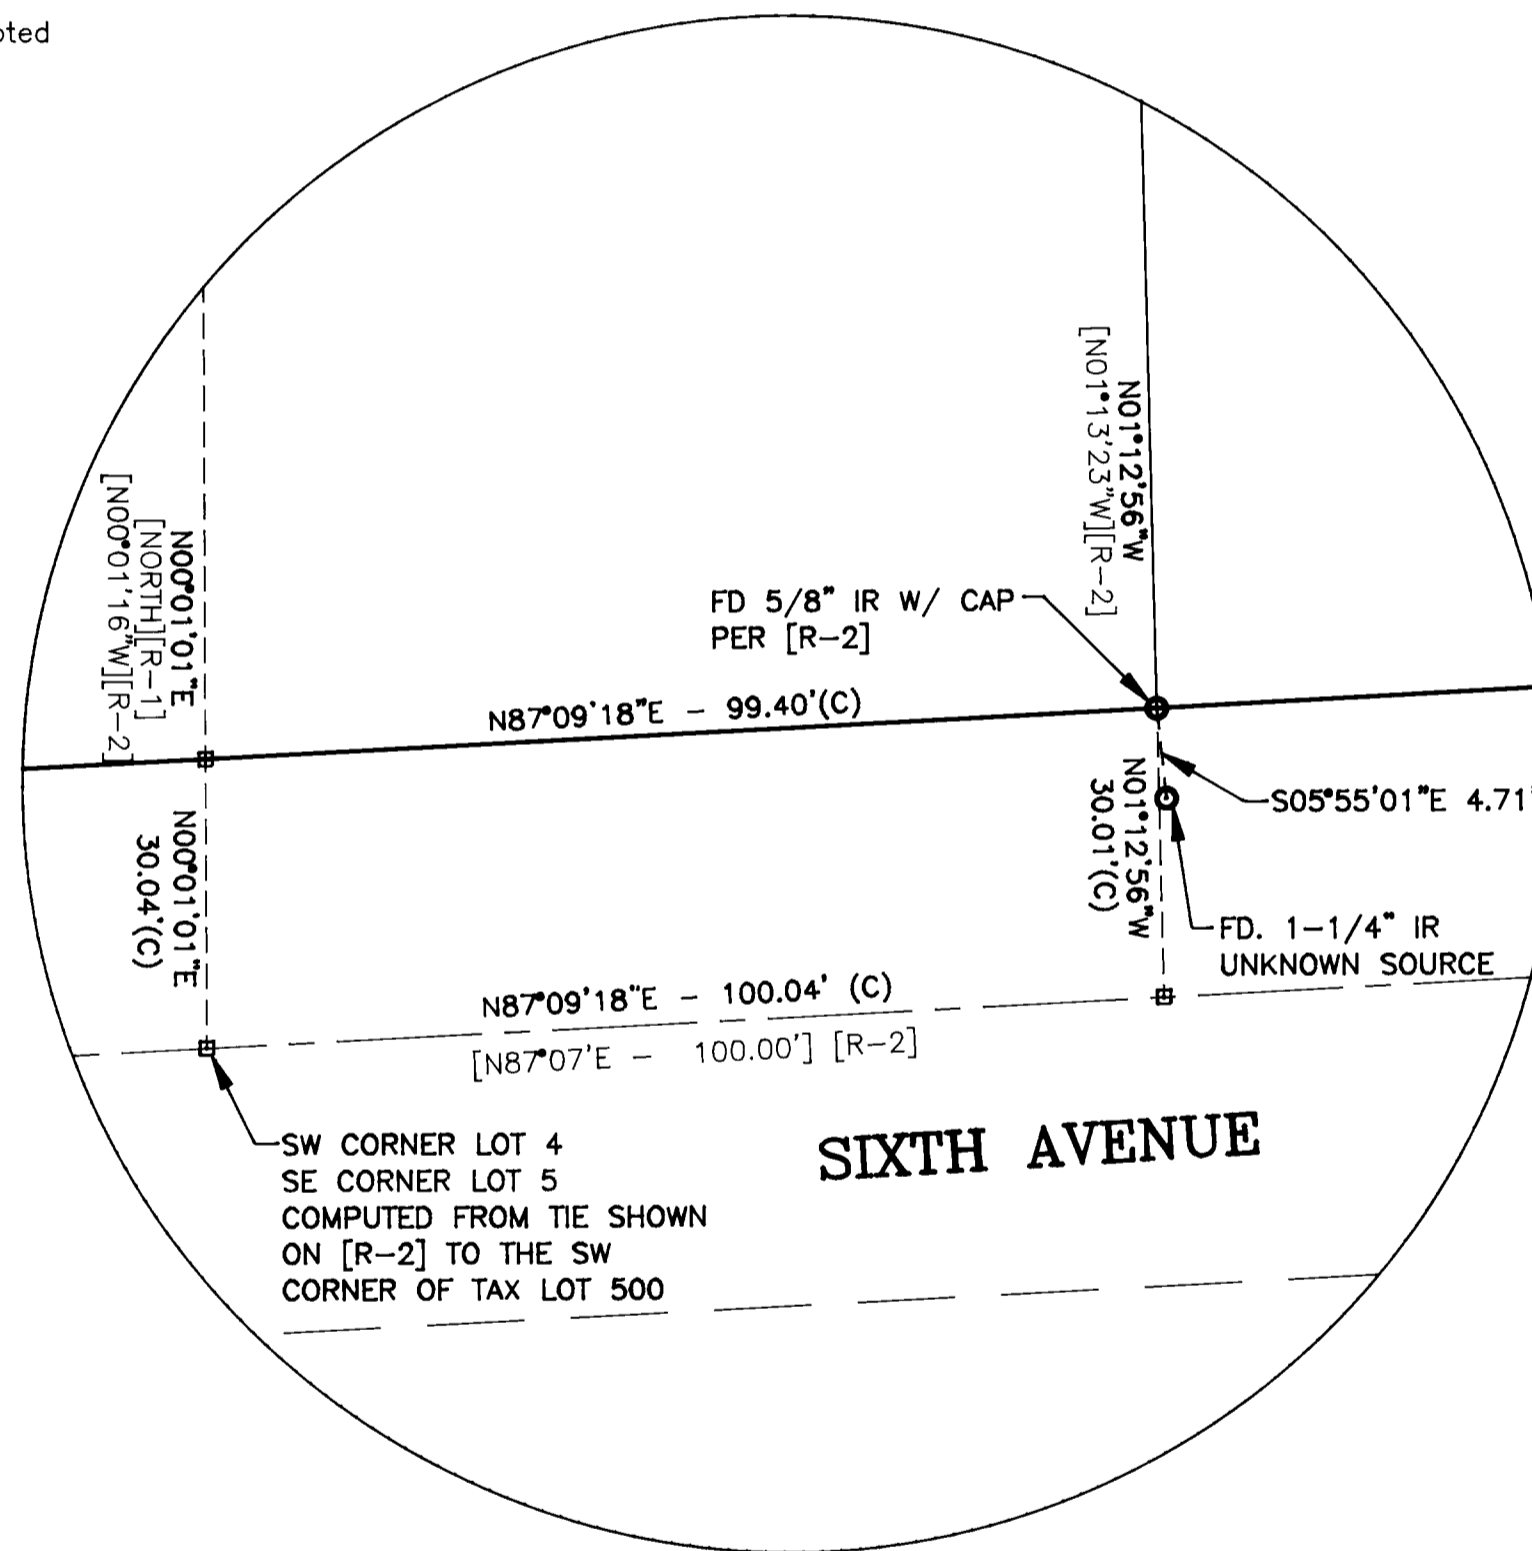 oted
N01°12'56"W
[N01°13'23"W][R-2]
N00°01'01"E
[NORTH][R-1]
[N00°01'16"W][R-2]
FD 5/8" IR W/ CAP
PER [R-2]
N87°09'18"E - 99.40'(C)
N01°12'56"W
30.01'(C)
S05°55'01"E 4.71'
N00°01'01"E
30.04'(C)
FD. 1-1/4" IR
UNKNOWN SOURCE
N87°09'18"E - 100.04' (C)
[N87°07'E - 100.00'] [R-2]
SW CORNER LOT 4
SE CORNER LOT 5
COMPUTED FROM TIE SHOWN
ON [R-2] TO THE SW
CORNER OF TAX LOT 500
SIXTH AVENUE